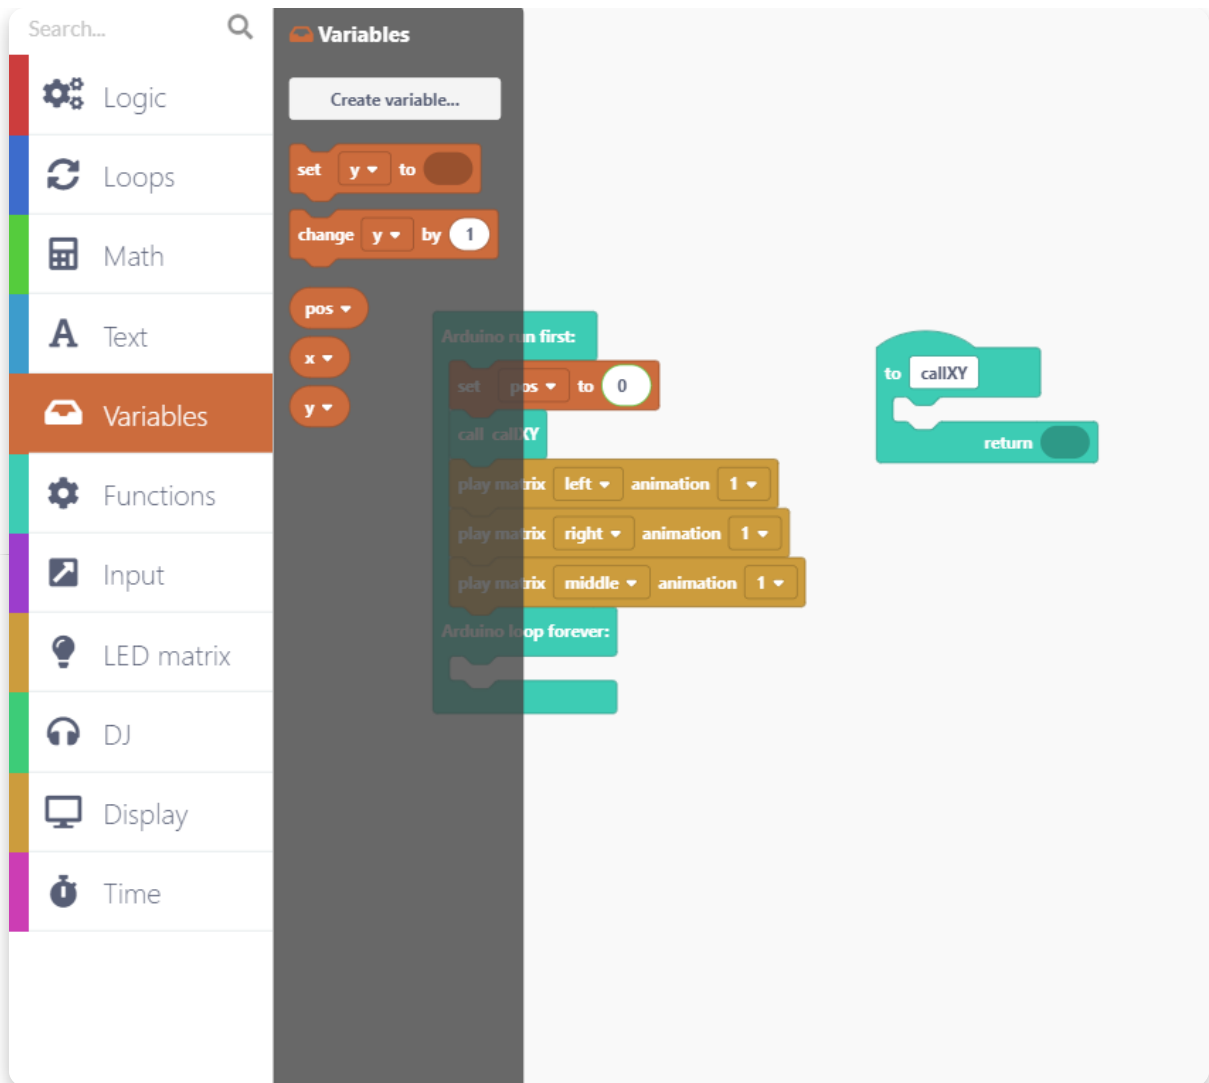 Search...
Logic
Loops
Math
Text
Variables
Functions
Input
LED matrix
DJ
Display
Time
Variables
Create variable...
set y to
change y by 1
pos
x
y
Arduino run first:
set pos to 0
call callXY
play matrix left animation 1
play matrix right animation 1
play matrix middle animation 1
Arduino loop forever:
to callXY
return